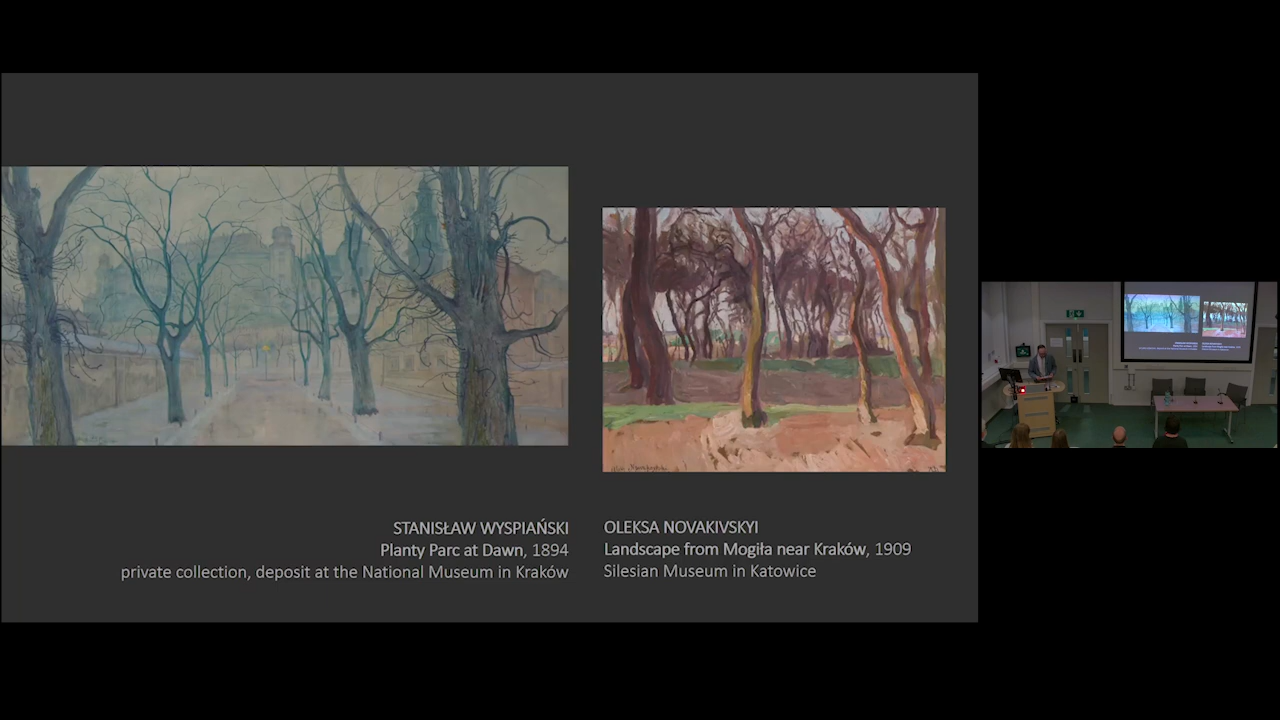 STANISŁAW WYSPIAŃSKI
Planty Parc at Dawn, 1894
private collection, deposit at the National Museum in Kraków
OLEKSA NOVAKIVSKYI
Landscape from Mogiła near Kraków, 1909
Silesian Museum in Katowice